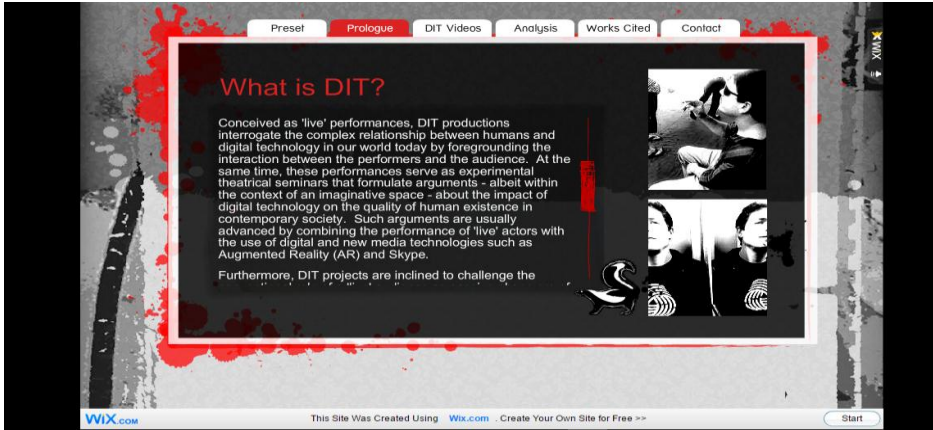 Preset Prologue DIT Videos Analysis Works Cited Contact
WiX
What is DIT?
Conceived as 'live' performances, DIT productions
interrogate the complex relationship between humans and
digital technology in our world today by foregrounding the
interaction between the performers and the audience. At the
same time, these performances serve as experimental
theatrical seminars that formulate arguments - albeit within
the context of an imaginative space - about the impact of
digital technology on the quality of human existence in
contemporary society. Such arguments are usually
advanced by combining the performance of 'live' actors with
the use of digital and new media technologies such as
Augmented Reality (AR) and Skype.
Furthermore, DIT projects are inclined to challenge the
WiX.COM This Site Was Created Using Wix.com . Create Your Own Site for Free >> Start